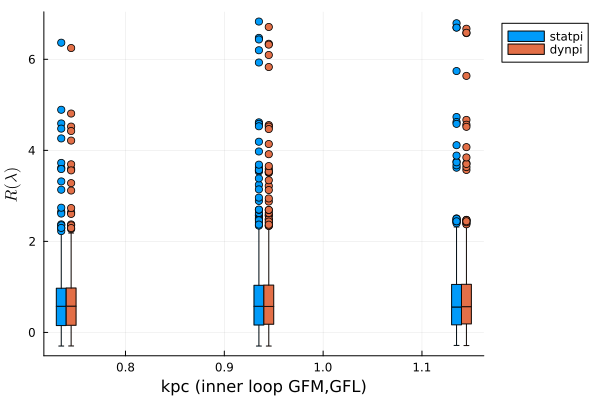 statpi
dynpi
6
4
2
0
R(λ)
0.8 0.9 1.0 1.1
kpc (inner loop GFM,GFL)